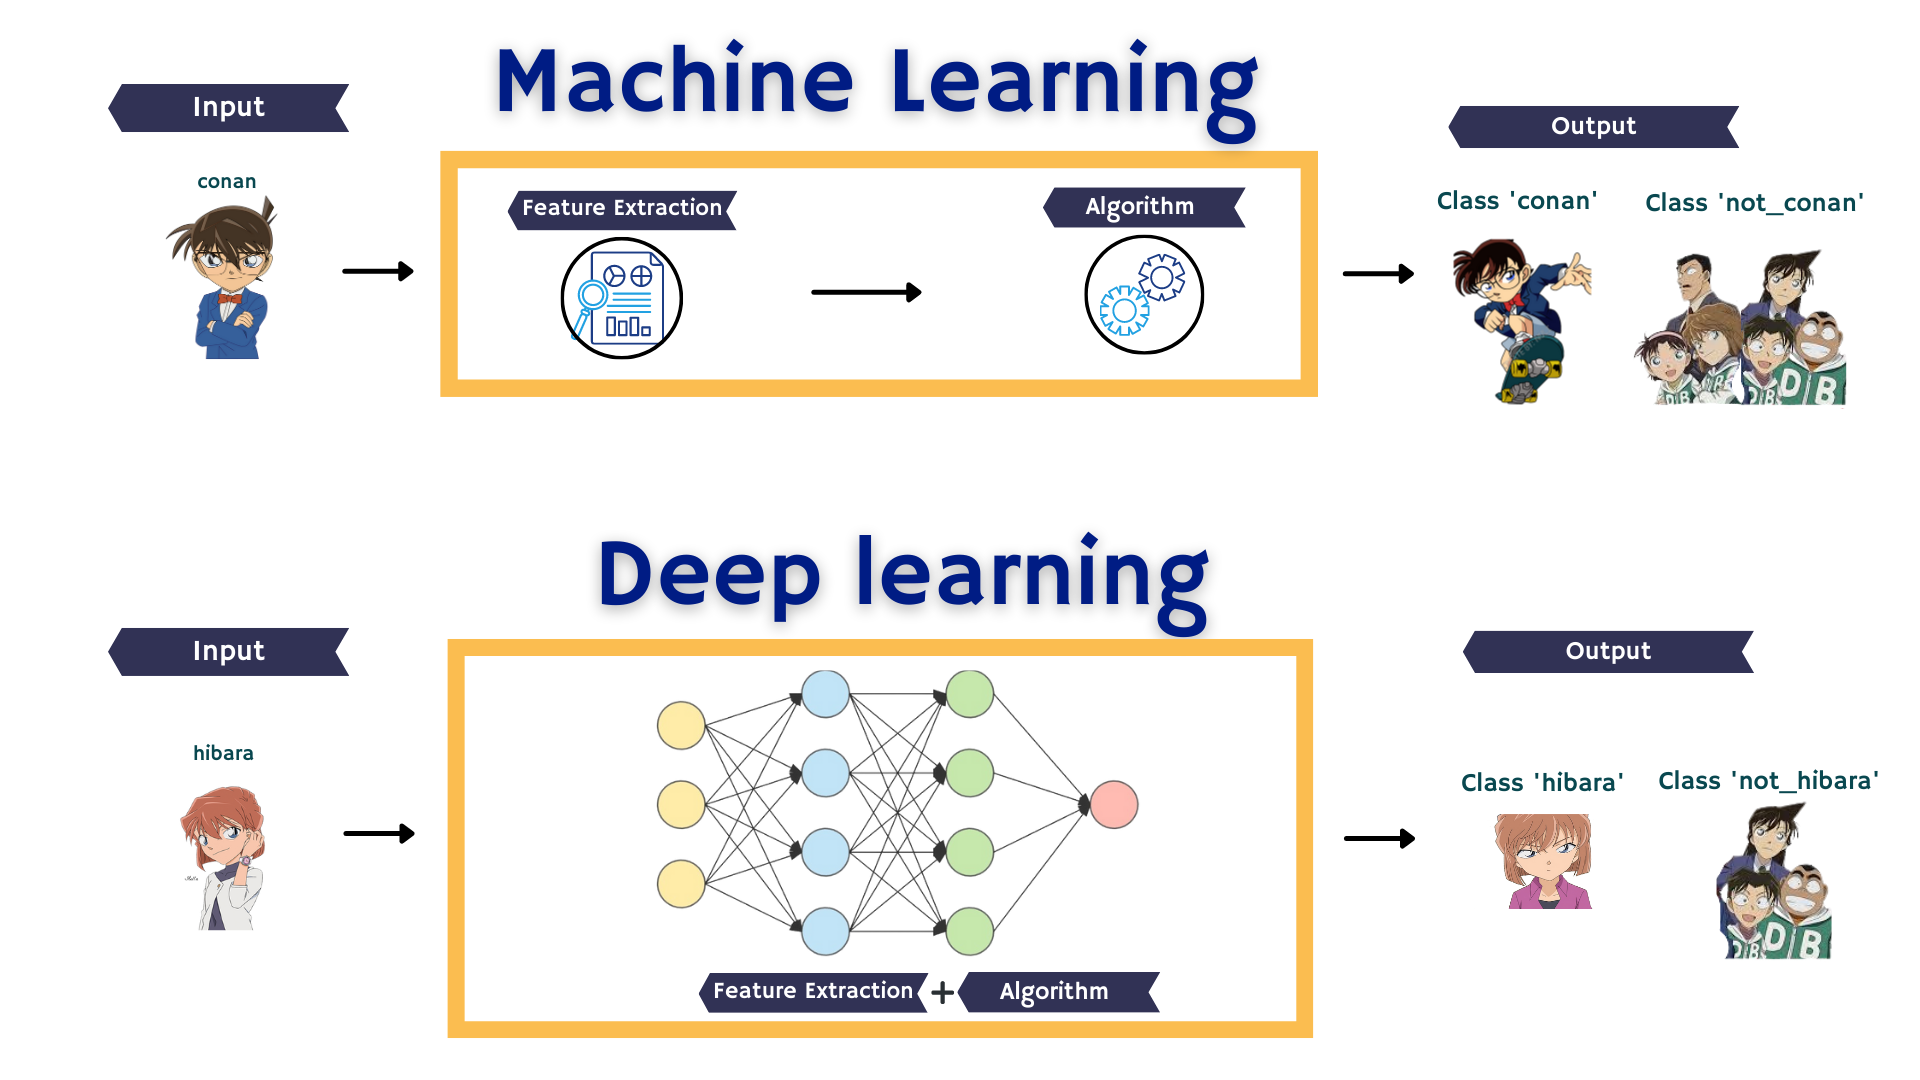 Machine Learning
Input
Output
conan
Feature Extraction
Algorithm
Class 'conan'
Class 'not_conan'
D B
D B
D B
D B
Deep learning
Input
Output
hibara
Class 'hibara'
Class 'not_hibara'
D B
D B
Feature Extraction + Algorithm